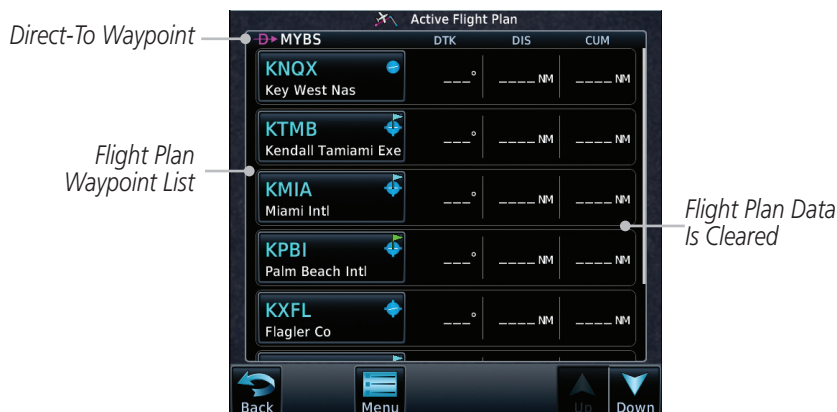 Active Flight Plan
Direct-To Waypoint
D MYBS DTK DIS CUM
KNQX
Key West Nas
___° ____NM ____NM
KTMB
Kendall Tamiami Exe
___° ____NM ____NM
Flight Plan
Waypoint List
KMIA
Miami Intl
___° ____NM ____NM
Flight Plan Data
Is Cleared
KPBI
Palm Beach Intl
___° ____NM ____NM
KXFL
Flagler Co
___° ____NM ____NM
Back Menu Up Down